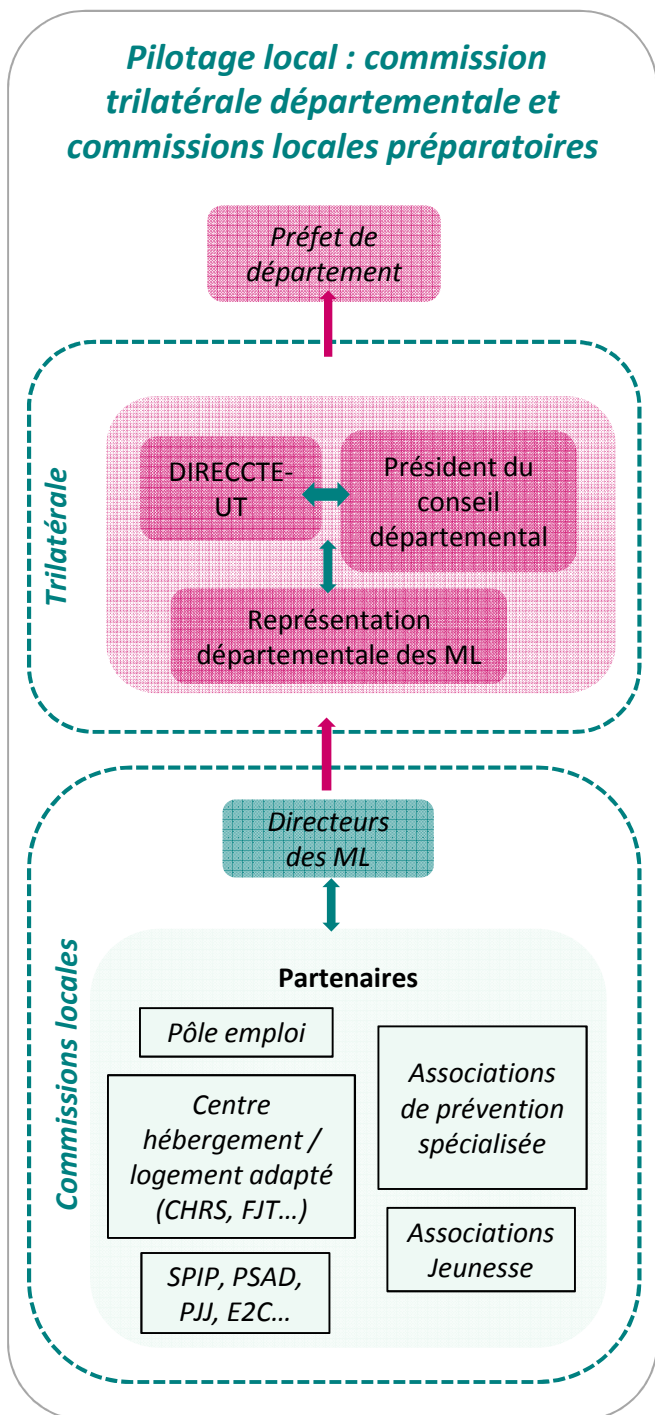 Pilotage local : commission
trilatérale départementale et
commissions locales préparatoires
Préfet de
département
Trilatérale
DIRECCTE-
UT
Président du
conseil
départemental
Représentation
départementale des ML
Commissions locales
Directeurs
des ML
Partenaires
Pôle emploi
Centre
hébergement /
logement adapté
(CHRS, FJT…)
SPIP, PSAD,
PJJ, E2C…
Associations
de prévention
spécialisée
Associations
Jeunesse